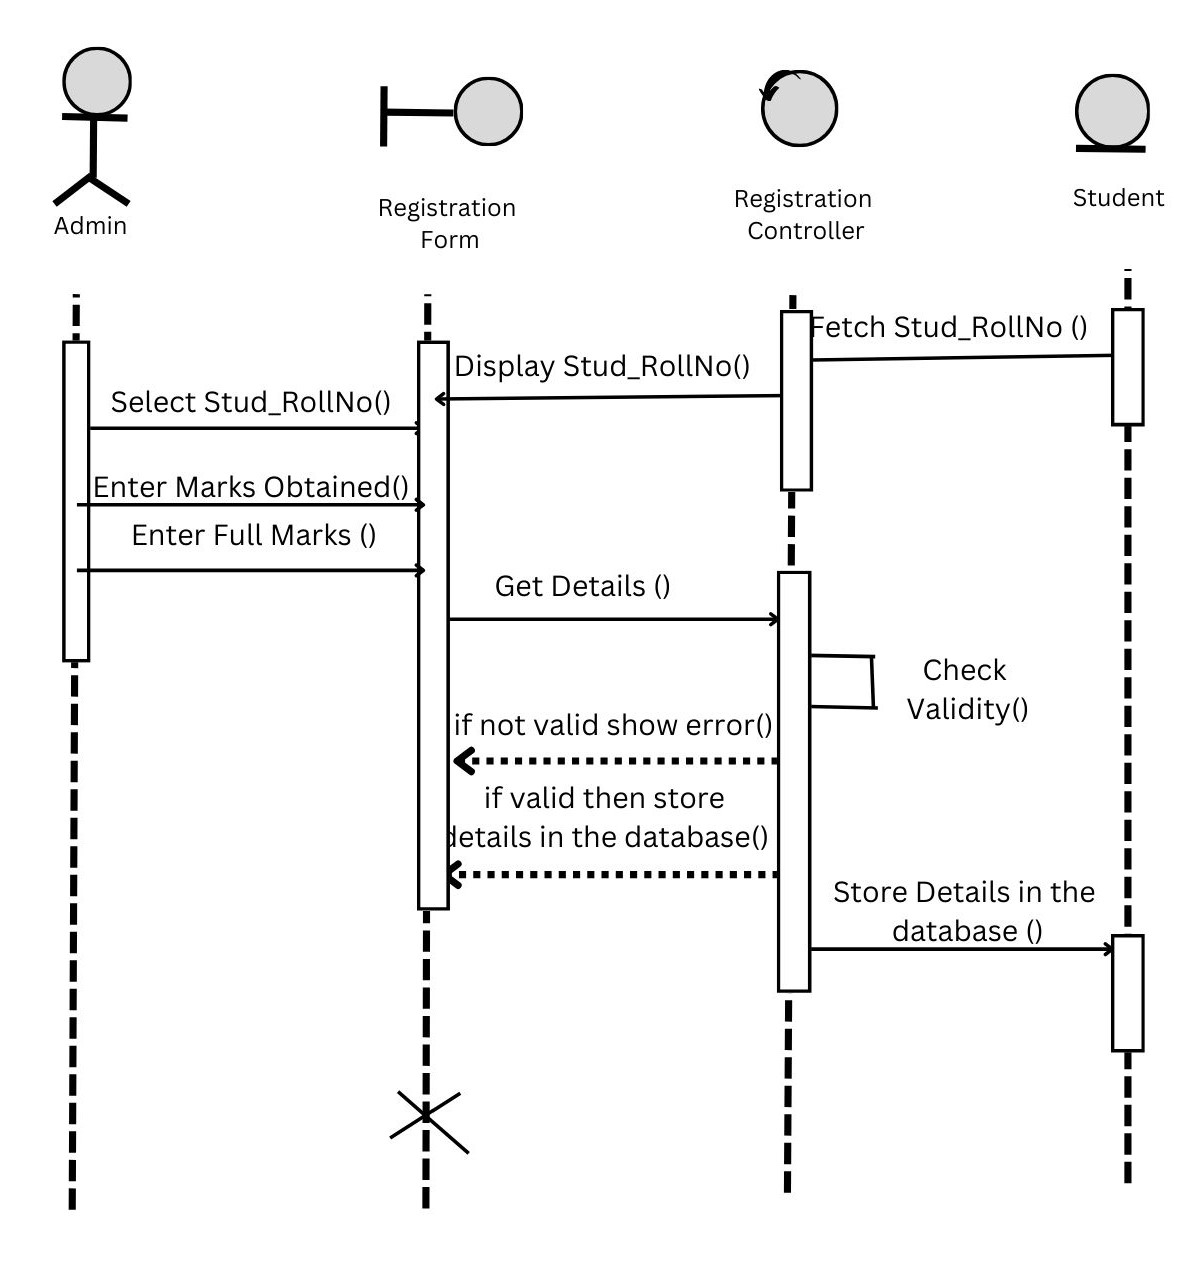 Admin
Registration
Form
Registration
Controller
Student
Fetch Stud_RollNo ()
Display Stud_RollNo()
Select Stud_RollNo()
Enter Marks Obtained()
Enter Full Marks ()
Get Details ()
Check
Validity()
if not valid show error()
if valid then store
details in the database()
Store Details in the
database ()